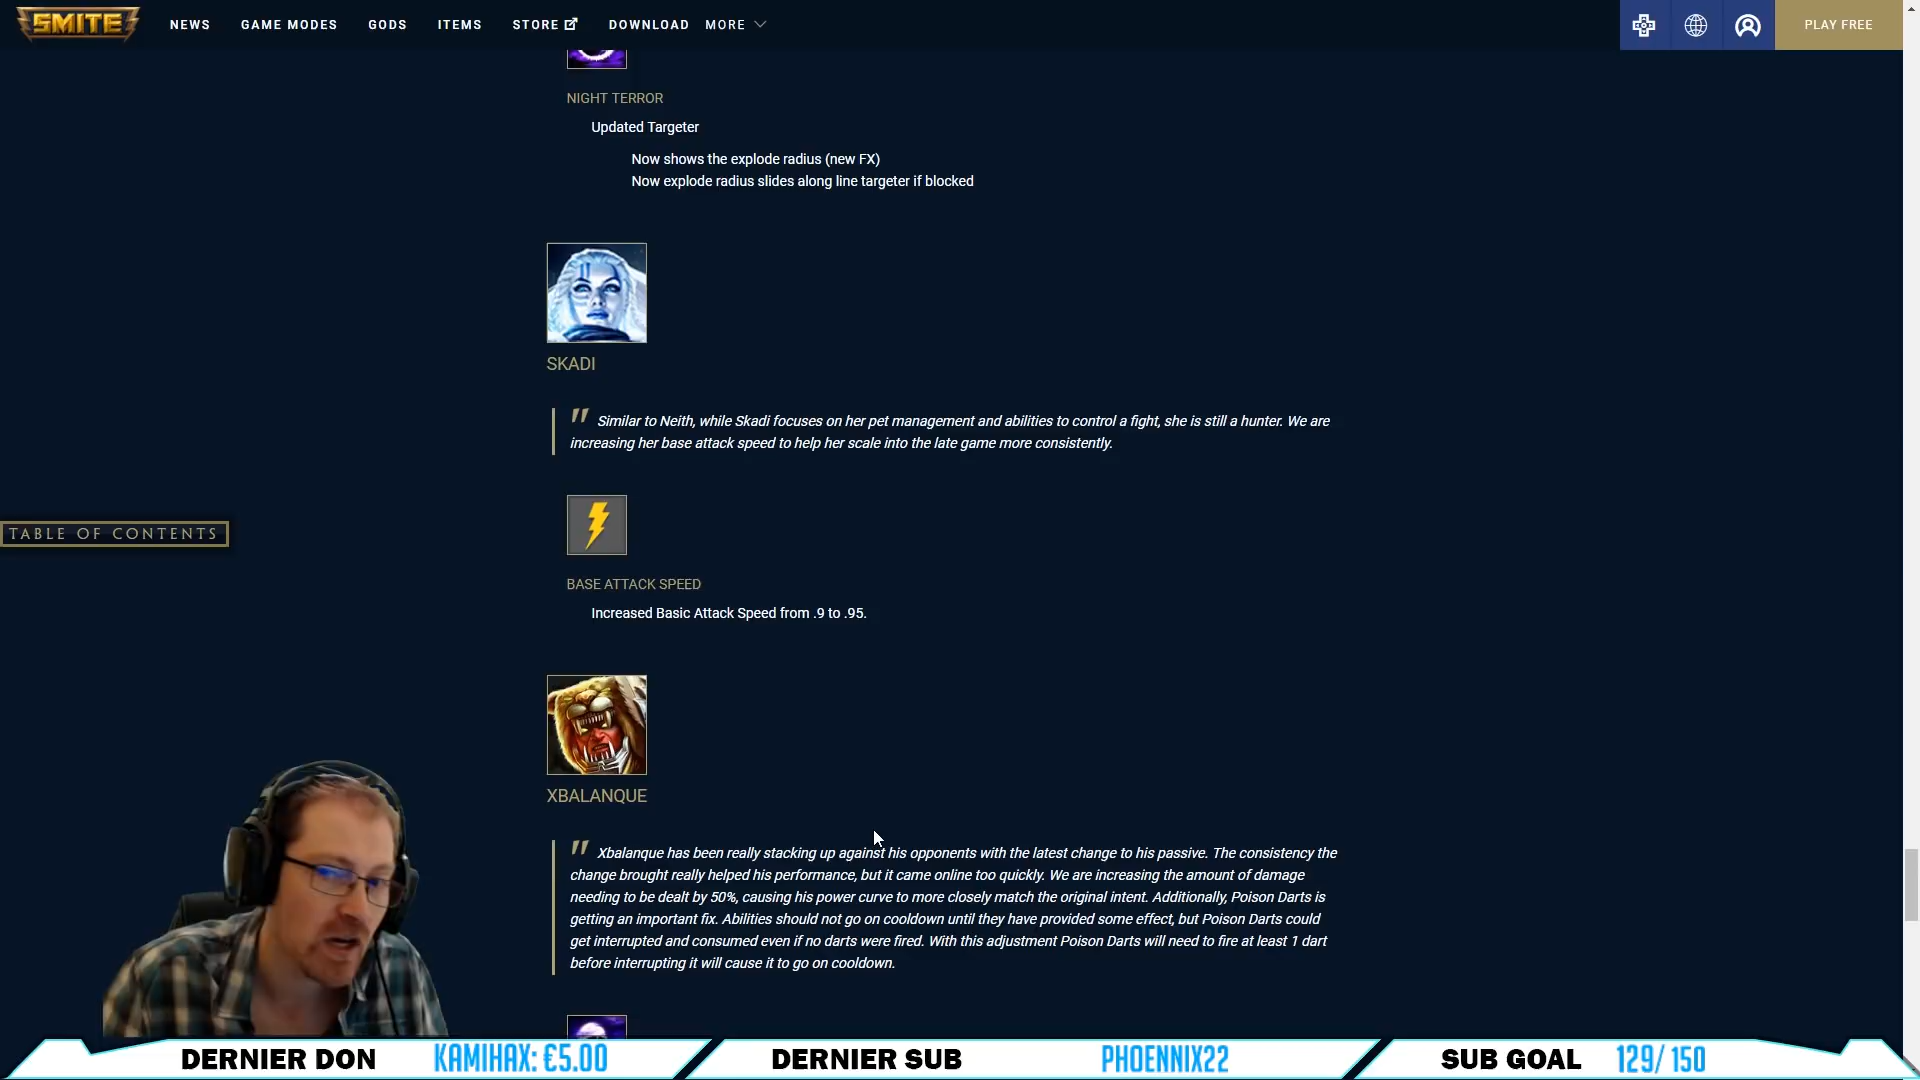 SMITE
NEWS GAME MODES GODS ITEMS STORE DOWNLOAD MORE PLAY FREE
NIGHT TERROR
Updated Targeter
Now shows the explode radius (new FX)
Now explode radius slides along line targeter if blocked
SKADI
" Similar to Neith, while Skadi focuses on her pet management and abilities to control a fight, she is still a hunter. We are
increasing her base attack speed to help her scale into the late game more consistently.
TABLE OF CONTENTS
BASE ATTACK SPEED
Increased Basic Attack Speed from .9 to .95.
XBALANQUE
" Xbalanque has been really stacking up against his opponents with the latest change to his passive. The consistency the
change brought really helped his performance, but it came online too quickly. We are increasing the amount of damage
needing to be dealt by 50%, causing his power curve to more closely match the original intent. Additionally, Poison Darts is
getting an important fix. Abilities should not go on cooldown until they have provided some effect, but Poison Darts could
get interrupted and consumed even if no darts were fired. With this adjustment Poison Darts will need to fire at least 1 dart
before interrupting it will cause it to go on cooldown.
DERNIER DON KAMIHAX: €5.00 DERNIER SUB PHOENNIX22 SUB GOAL 129/ 150